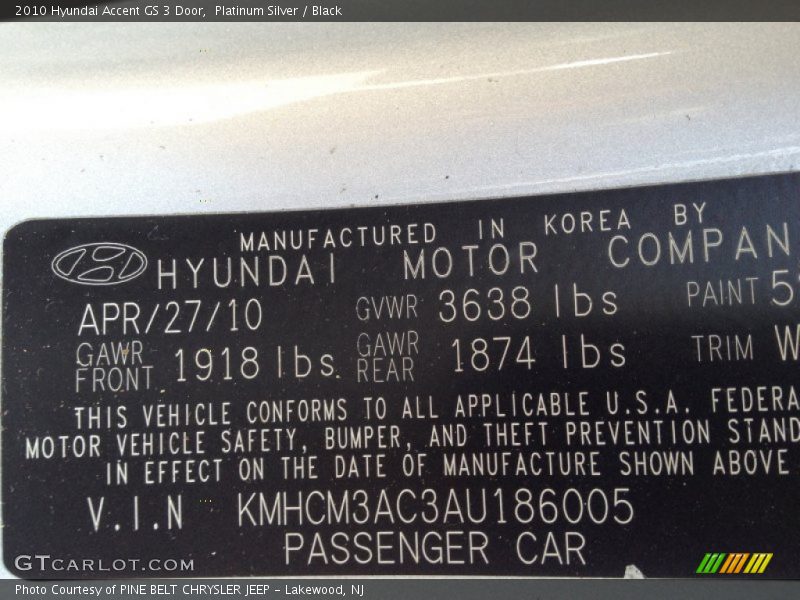 2010 Hyundai Accent GS 3 Door,  Platinum Silver / Black
MANUFACTURED IN KOREA BY
HYUNDAI MOTOR COMPAN
APR/27/10 GVWR 3638 lbs PAINT
GAWR FRONT 1918 lbs. GAWR REAR 1874 lbs TRIM W
THIS VEHICLE CONFORMS TO ALL APPLICABLE U.S.A. FEDERA
MOTOR VEHICLE SAFETY, BUMPER, AND THEFT PREVENTION STAND
IN EFFECT ON THE DATE OF MANUFACTURE SHOWN ABOVE
V.I.N KMHCM3AC3AU186005
PASSENGER CAR
GTCARLOT.COM
Photo Courtesy of PINE BELT CHRYSLER JEEP – Lakewood, NJ